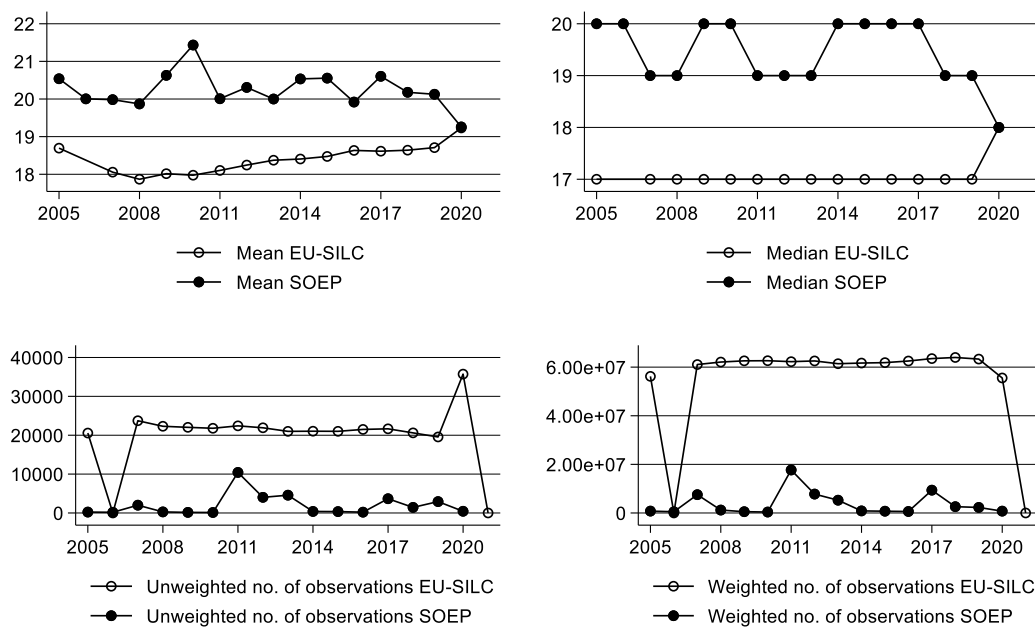 22
21
20
19
18
2005 2008 2011 2014 2017 2020
Mean EU-SILC
Mean SOEP
20
19
18
17
2005 2008 2011 2014 2017 2020
Median EU-SILC
Median SOEP
40000
30000
20000
10000
0
2005 2008 2011 2014 2017 2020
Unweighted no. of observations EU-SILC
Unweighted no. of observations SOEP
6.00e+07
4.00e+07
2.00e+07
0
2005 2008 2011 2014 2017 2020
Weighted no. of observations EU-SILC
Weighted no. of observations SOEP